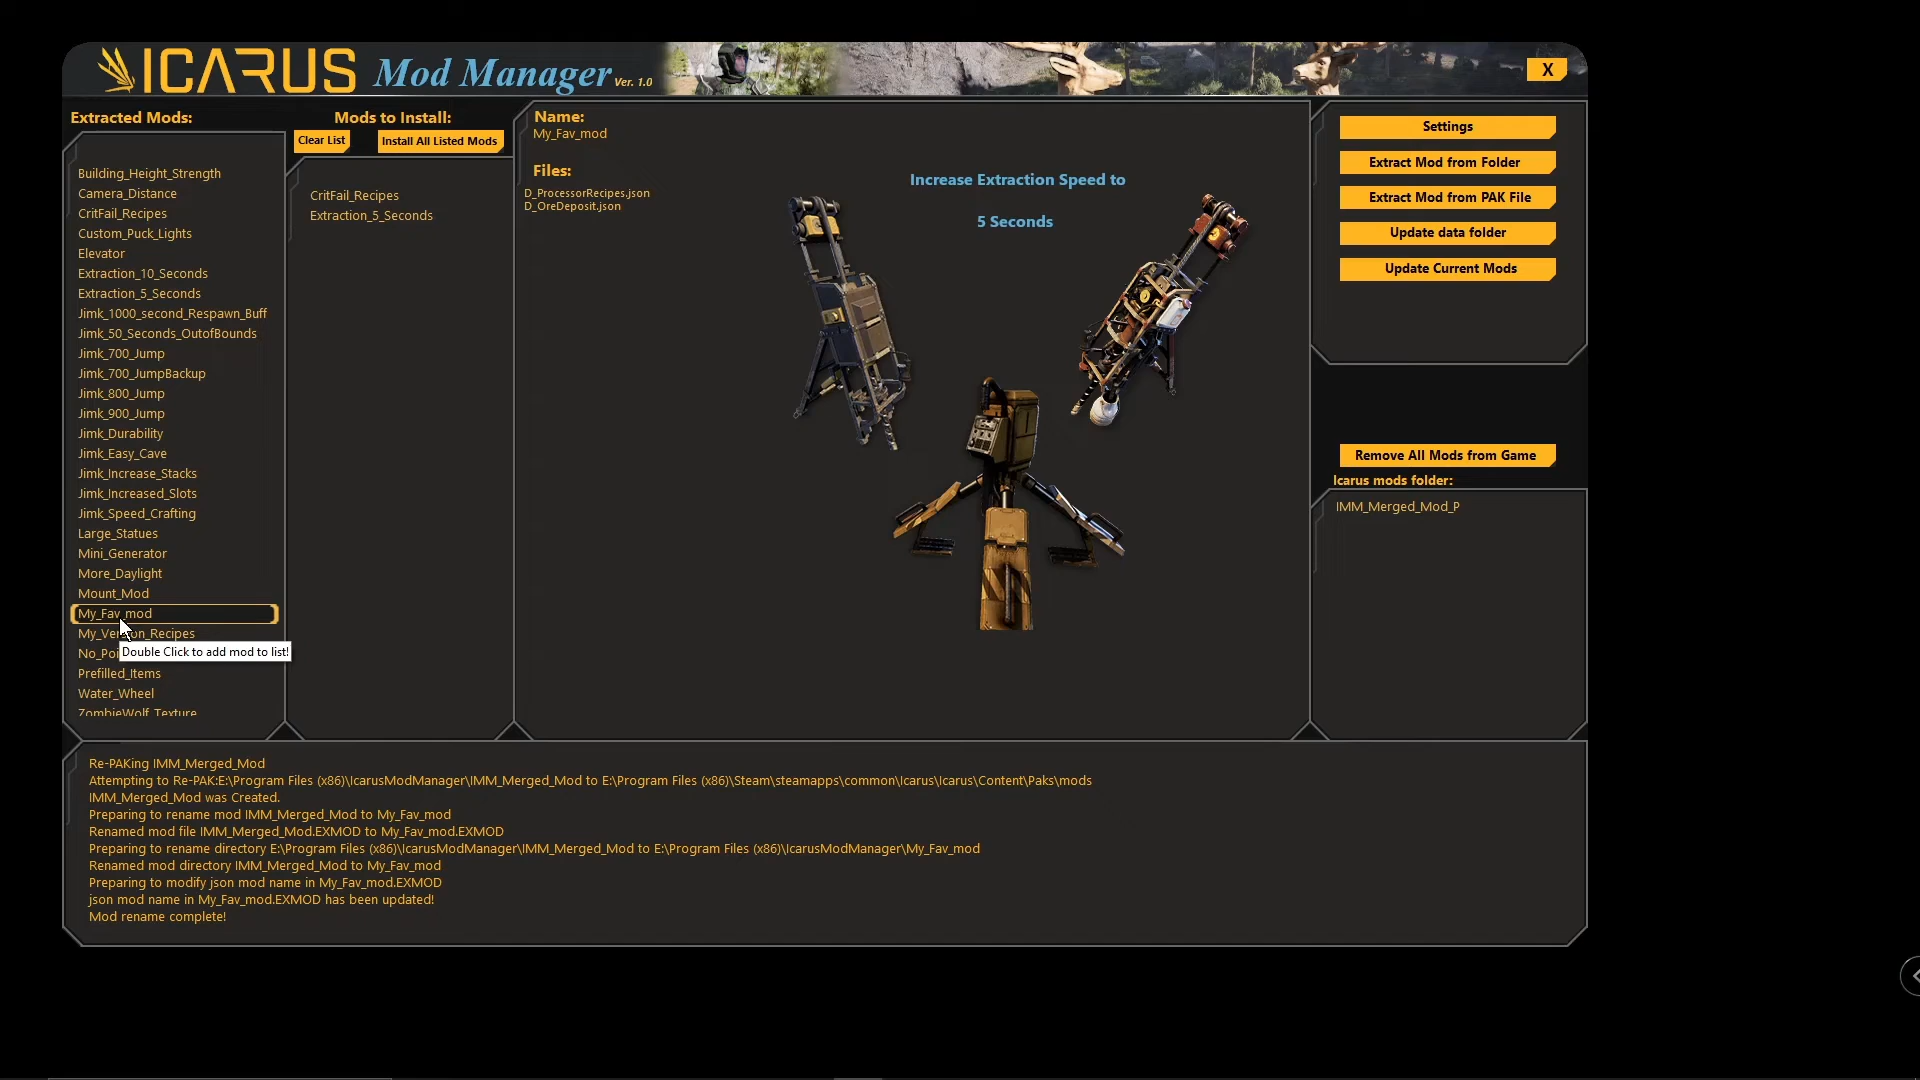 ICARUS Mod Manager Ver. 1.0
X
Extracted Mods:
Building_Height_Strength
Camera_Distance
CritFail_Recipes
Custom_Puck_Lights
Elevator
Extraction_10_Seconds
Extraction_5_Seconds
Jimk_1000_second_Respawn_Buff
Jimk_50_Seconds_OutofBounds
Jimk_700_Jump
Jimk_700_JumpBackup
Jimk_800_Jump
Jimk_900_Jump
Jimk_Durability
Jimk_Easy_Cave
Jimk_Increase_Stacks
Jimk_Increased_Slots
Jimk_Speed_Crafting
Large_Statues
Mini_Generator
More_Daylight
Mount_Mod
My_Fav_mod
My_Version_Recipes
No_Poi
Double Click to add mod to list!
Prefilled_Items
Water_Wheel
ZombieWolf_Texture
Mods to Install:
Clear List
Install All Listed Mods
CritFail_Recipes
Extraction_5_Seconds
Name:
My_Fav_mod
Files:
D_ProcessorRecipes.json
D_OreDeposit.json
Increase Extraction Speed to
5 Seconds
Settings
Extract Mod from Folder
Extract Mod from PAK File
Update data folder
Update Current Mods
Remove All Mods from Game
Icarus mods folder:
IMM_Merged_Mod_P
Re-PAKing IMM_Merged_Mod
Attempting to Re-PAK:E:\Program Files (x86)\IcarusModManager\IMM_Merged_Mod to E:\Program Files (x86)\Steam\steamapps\common\Icarus\Icarus\Content\Paks\mods
IMM_Merged_Mod was Created.
Preparing to rename mod IMM_Merged_Mod to My_Fav_mod
Renamed mod file IMM_Merged_Mod.EXMOD to My_Fav_mod.EXMOD
Preparing to rename directory E:\Program Files (x86)\IcarusModManager\IMM_Merged_Mod to E:\Program Files (x86)\IcarusModManager\My_Fav_mod
Renamed mod directory IMM_Merged_Mod to My_Fav_mod
Preparing to modify json mod name in My_Fav_mod.EXMOD
json mod name in My_Fav_mod.EXMOD has been updated!
Mod rename complete!